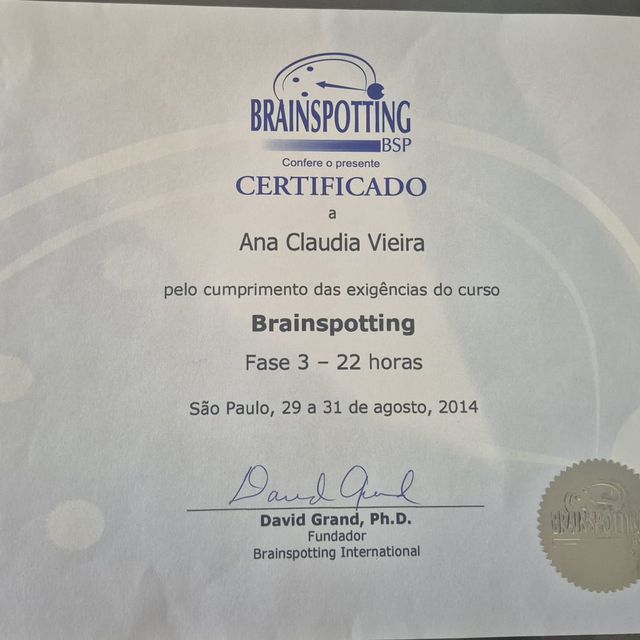 BRAINSPOTTING
BSP
Confere o presente
CERTIFICADO
a
Ana Claudia Vieira
pelo cumprimento das exigências do curso
Brainspotting
Fase 3 – 22 horas
São Paulo, 29 a 31 de agosto, 2014
David Grand
David Grand, Ph.D.
Fundador
Brainspotting International
BRAINSPOTTING